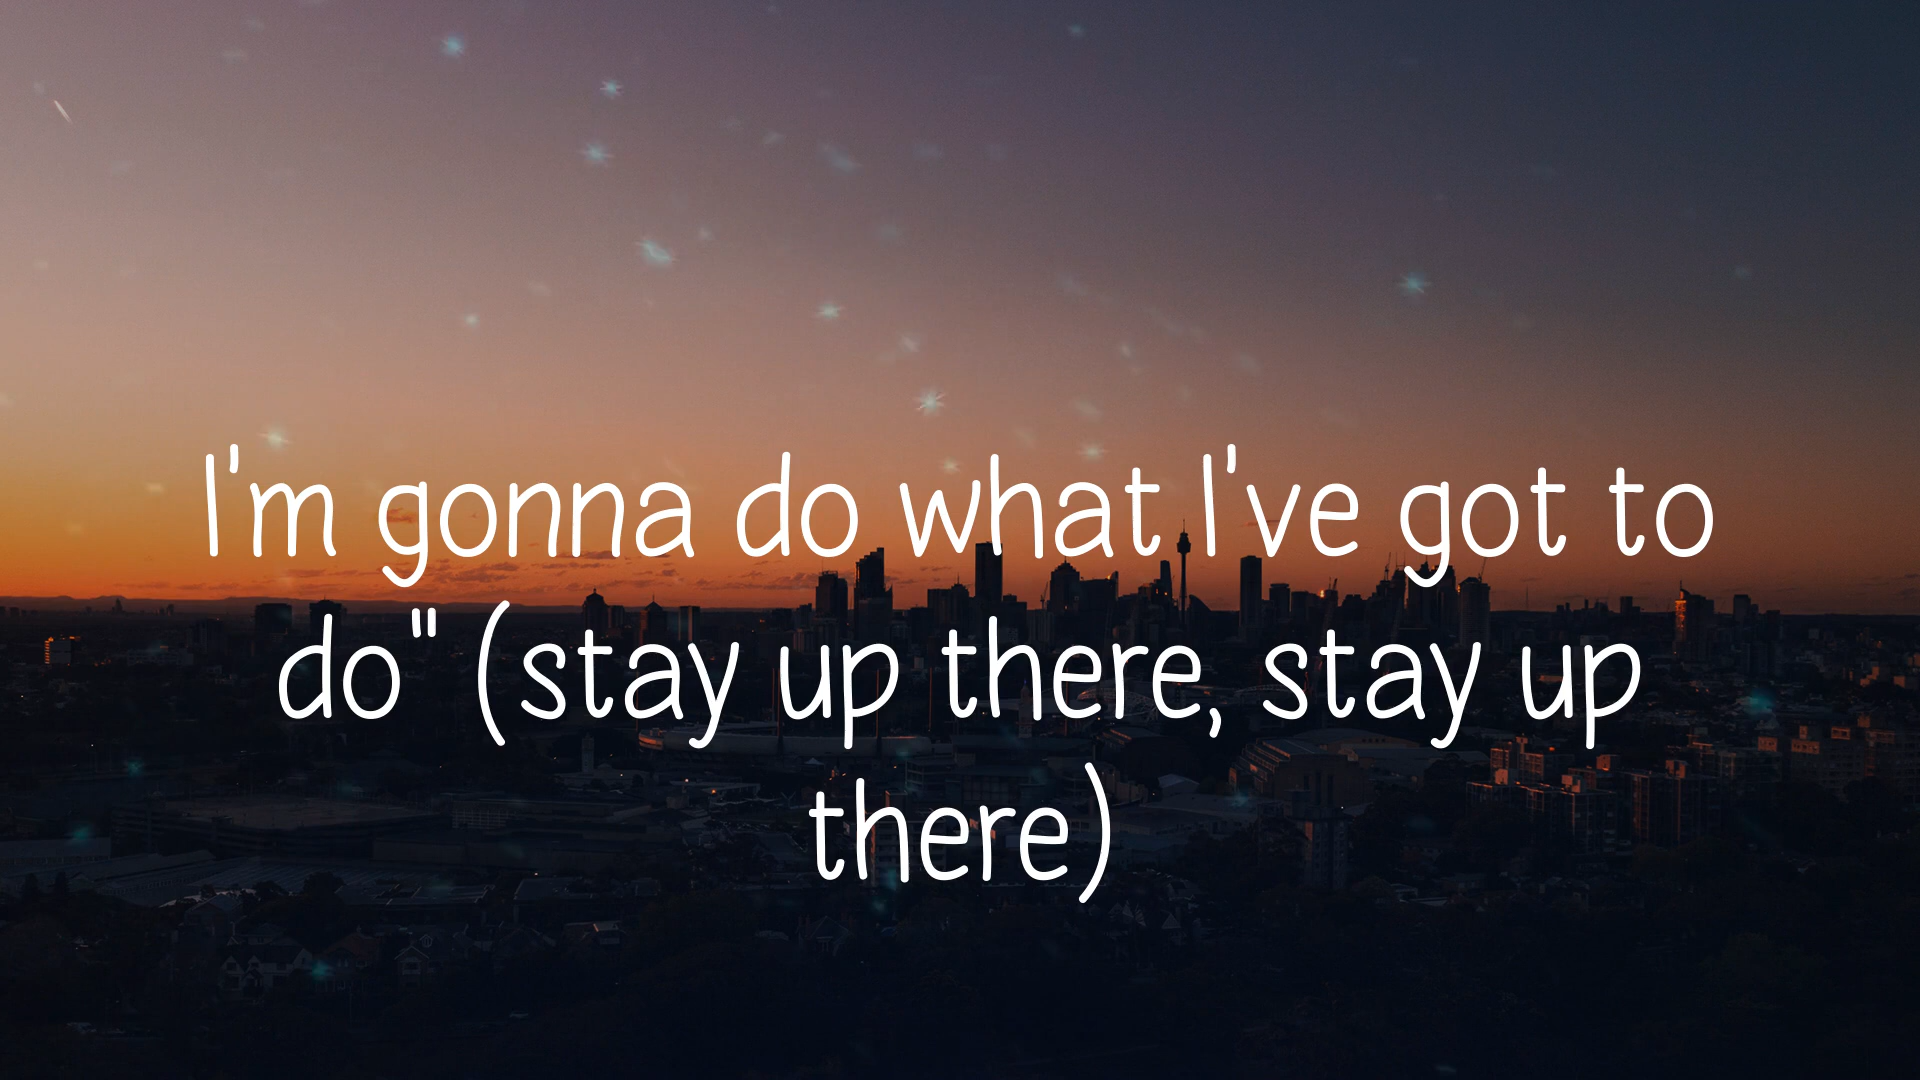 I'm gonna do what I've got to
do" (stay up there, stay up
there)